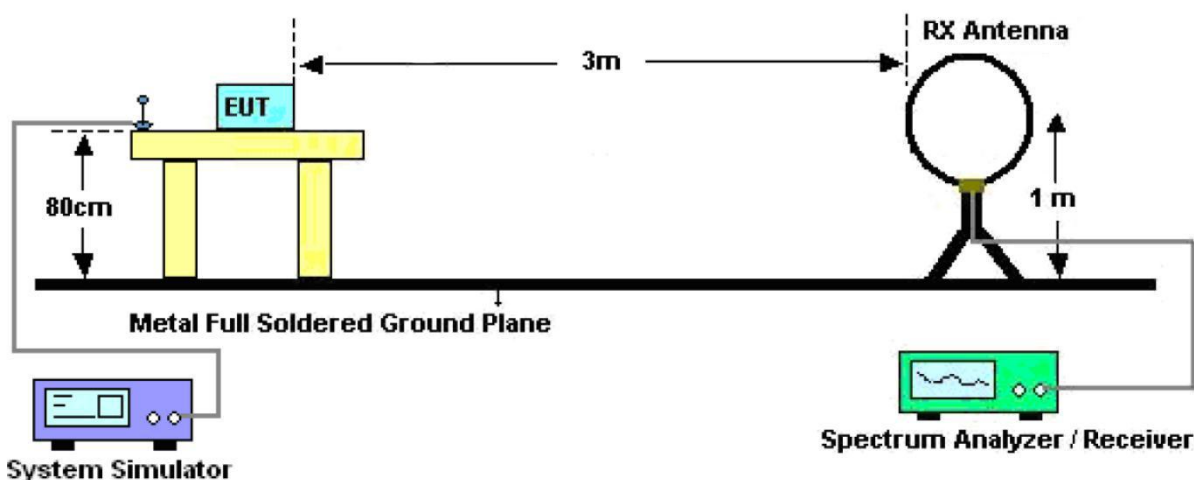 RX Antenna
3m
EUT
80cm
1 m
Metal Full Soldered Ground Plane
Spectrum Analyzer / Receiver
System Simulator